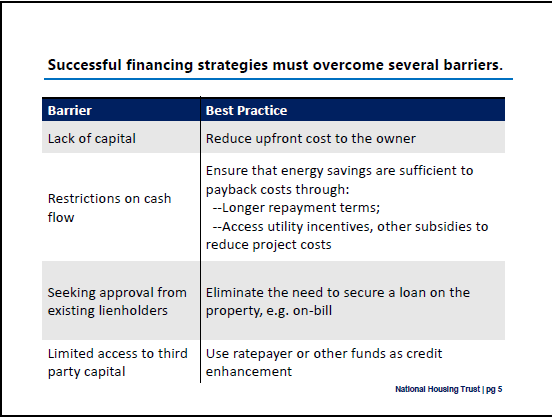 Successful financing strategies must overcome several barriers.
Barrier
Best Practice
Lack of capital
Reduce upfront cost to the owner
Restrictions on cash
flow
Ensure that energy savings are sufficient to
payback costs through:
--Longer repayment terms;
--Access utility incentives, other subsidies to
reduce project costs
Seeking approval from
existing lienholders
Eliminate the need to secure a loan on the
property, e.g. on-bill
Limited access to third
party capital
Use ratepayer or other funds as credit
enhancement
National Housing Trust | pg 5